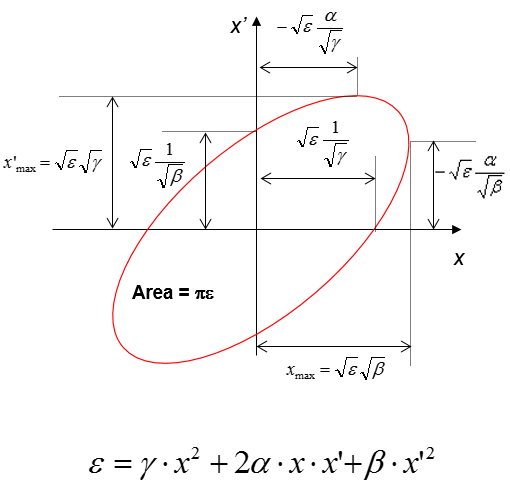 x’
−√ε α/√γ
x'max = √ε√γ
√ε 1/√β
√ε 1/√γ
−√ε α/√β
x
Area = πε
xmax = √ε√β
ε = γ · x² + 2α · x · x'+ β · x'²